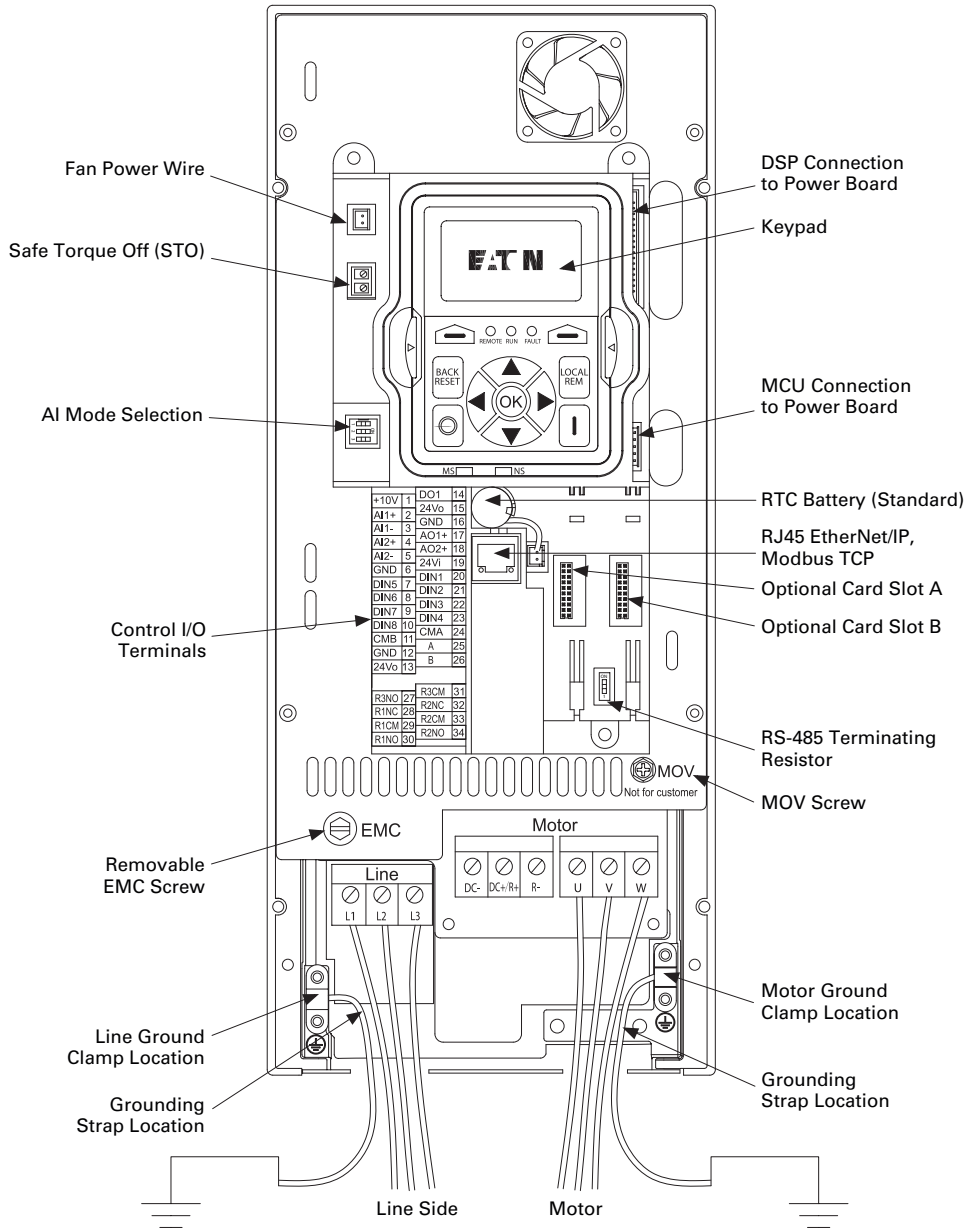 Fan Power Wire
Safe Torque Off (STO)
AI Mode Selection
Control I/O
Terminals
Removable
EMC Screw
Line Ground
Clamp Location
Grounding
Strap Location
DSP Connection
to Power Board
Keypad
MCU Connection
to Power Board
RTC Battery (Standard)
RJ45 EtherNet/IP,
Modbus TCP
Optional Card Slot A
Optional Card Slot B
RS-485 Terminating
Resistor
MOV Screw
Motor Ground
Clamp Location
Grounding
Strap Location
EATON
REMOTE RUN FAULT
BACK
RESET
LOCAL
REM
OK
MS
NS
+10V 1
AI1+ 2
AI1- 3
AI2+ 4
AI2- 5
GND 6
DIN5 7
DIN6 8
DIN7 9
DIN8 10
CMB 11
GND 12
24Vo 13
DO1 14
24Vo 15
GND 16
AO1+ 17
AO2+ 18
24Vi 19
DIN1 20
DIN2 21
DIN3 22
DIN4 23
CMA 24
A 25
B 26
R3NO 27
R1NC 28
R1CM 29
R1NO 30
R3CM 31
R2NC 32
R2CM 33
R2NO 34
ON
MOV
Not for customer
EMC
Line
L1 L2 L3
Motor
DC- DC+/R+ R- U V W
Line Side
Motor